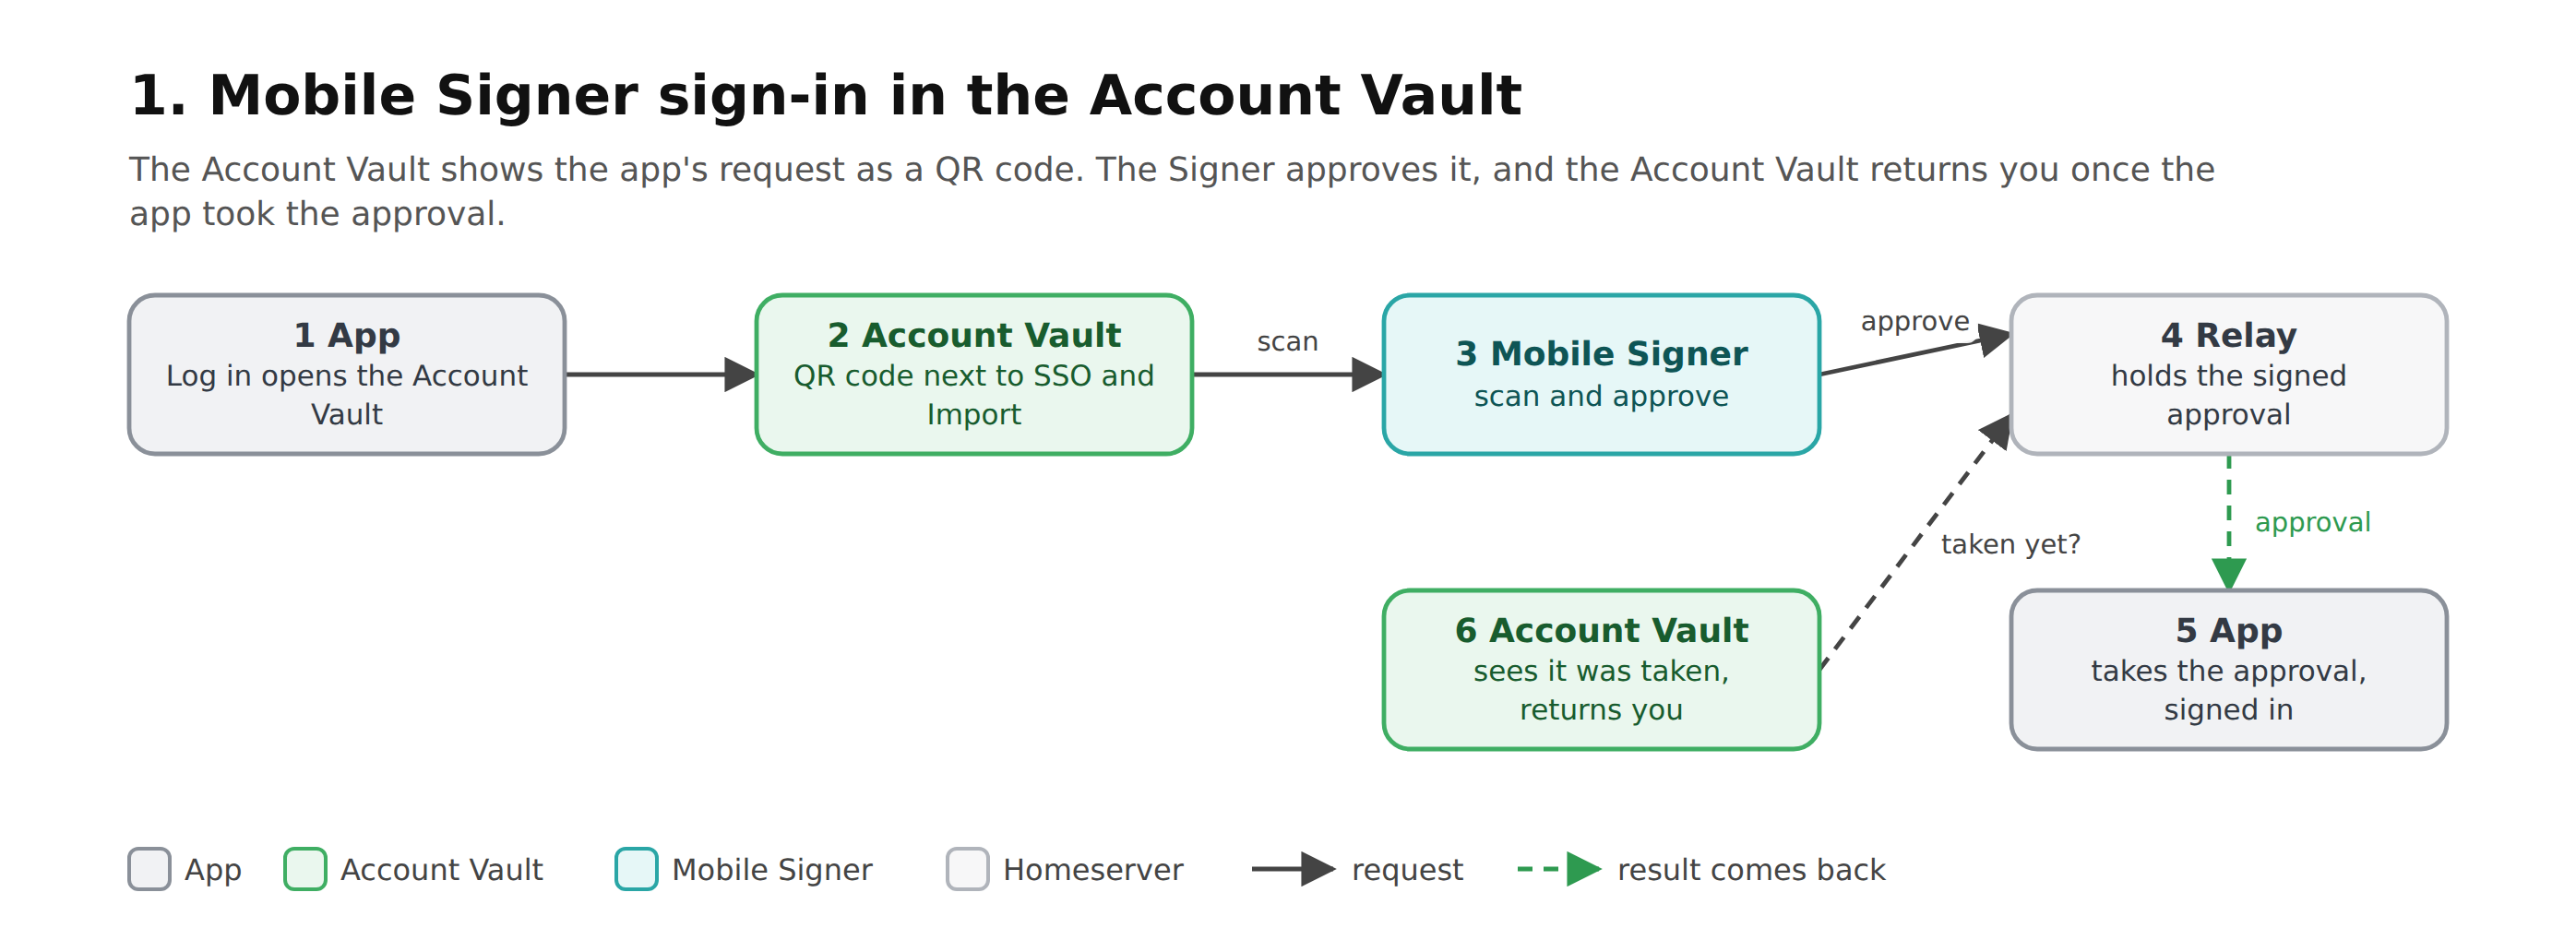 1. Mobile Signer sign-in in the Account Vault
The Account Vault shows the app's request as a QR code. The Signer approves it, and the Account Vault returns you once the
app took the approval.
1 App
Log in opens the Account
Vault
2 Account Vault
QR code next to SSO and
Import
scan
3 Mobile Signer
scan and approve
approve
4 Relay
holds the signed
approval
taken yet?
approval
6 Account Vault
sees it was taken,
returns you
5 App
takes the approval,
signed in
App
Account Vault
Mobile Signer
Homeserver
request
result comes back